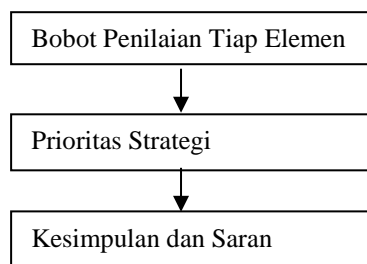 Bobot Penilaian Tiap Elemen
Prioritas Strategi
Kesimpulan dan Saran